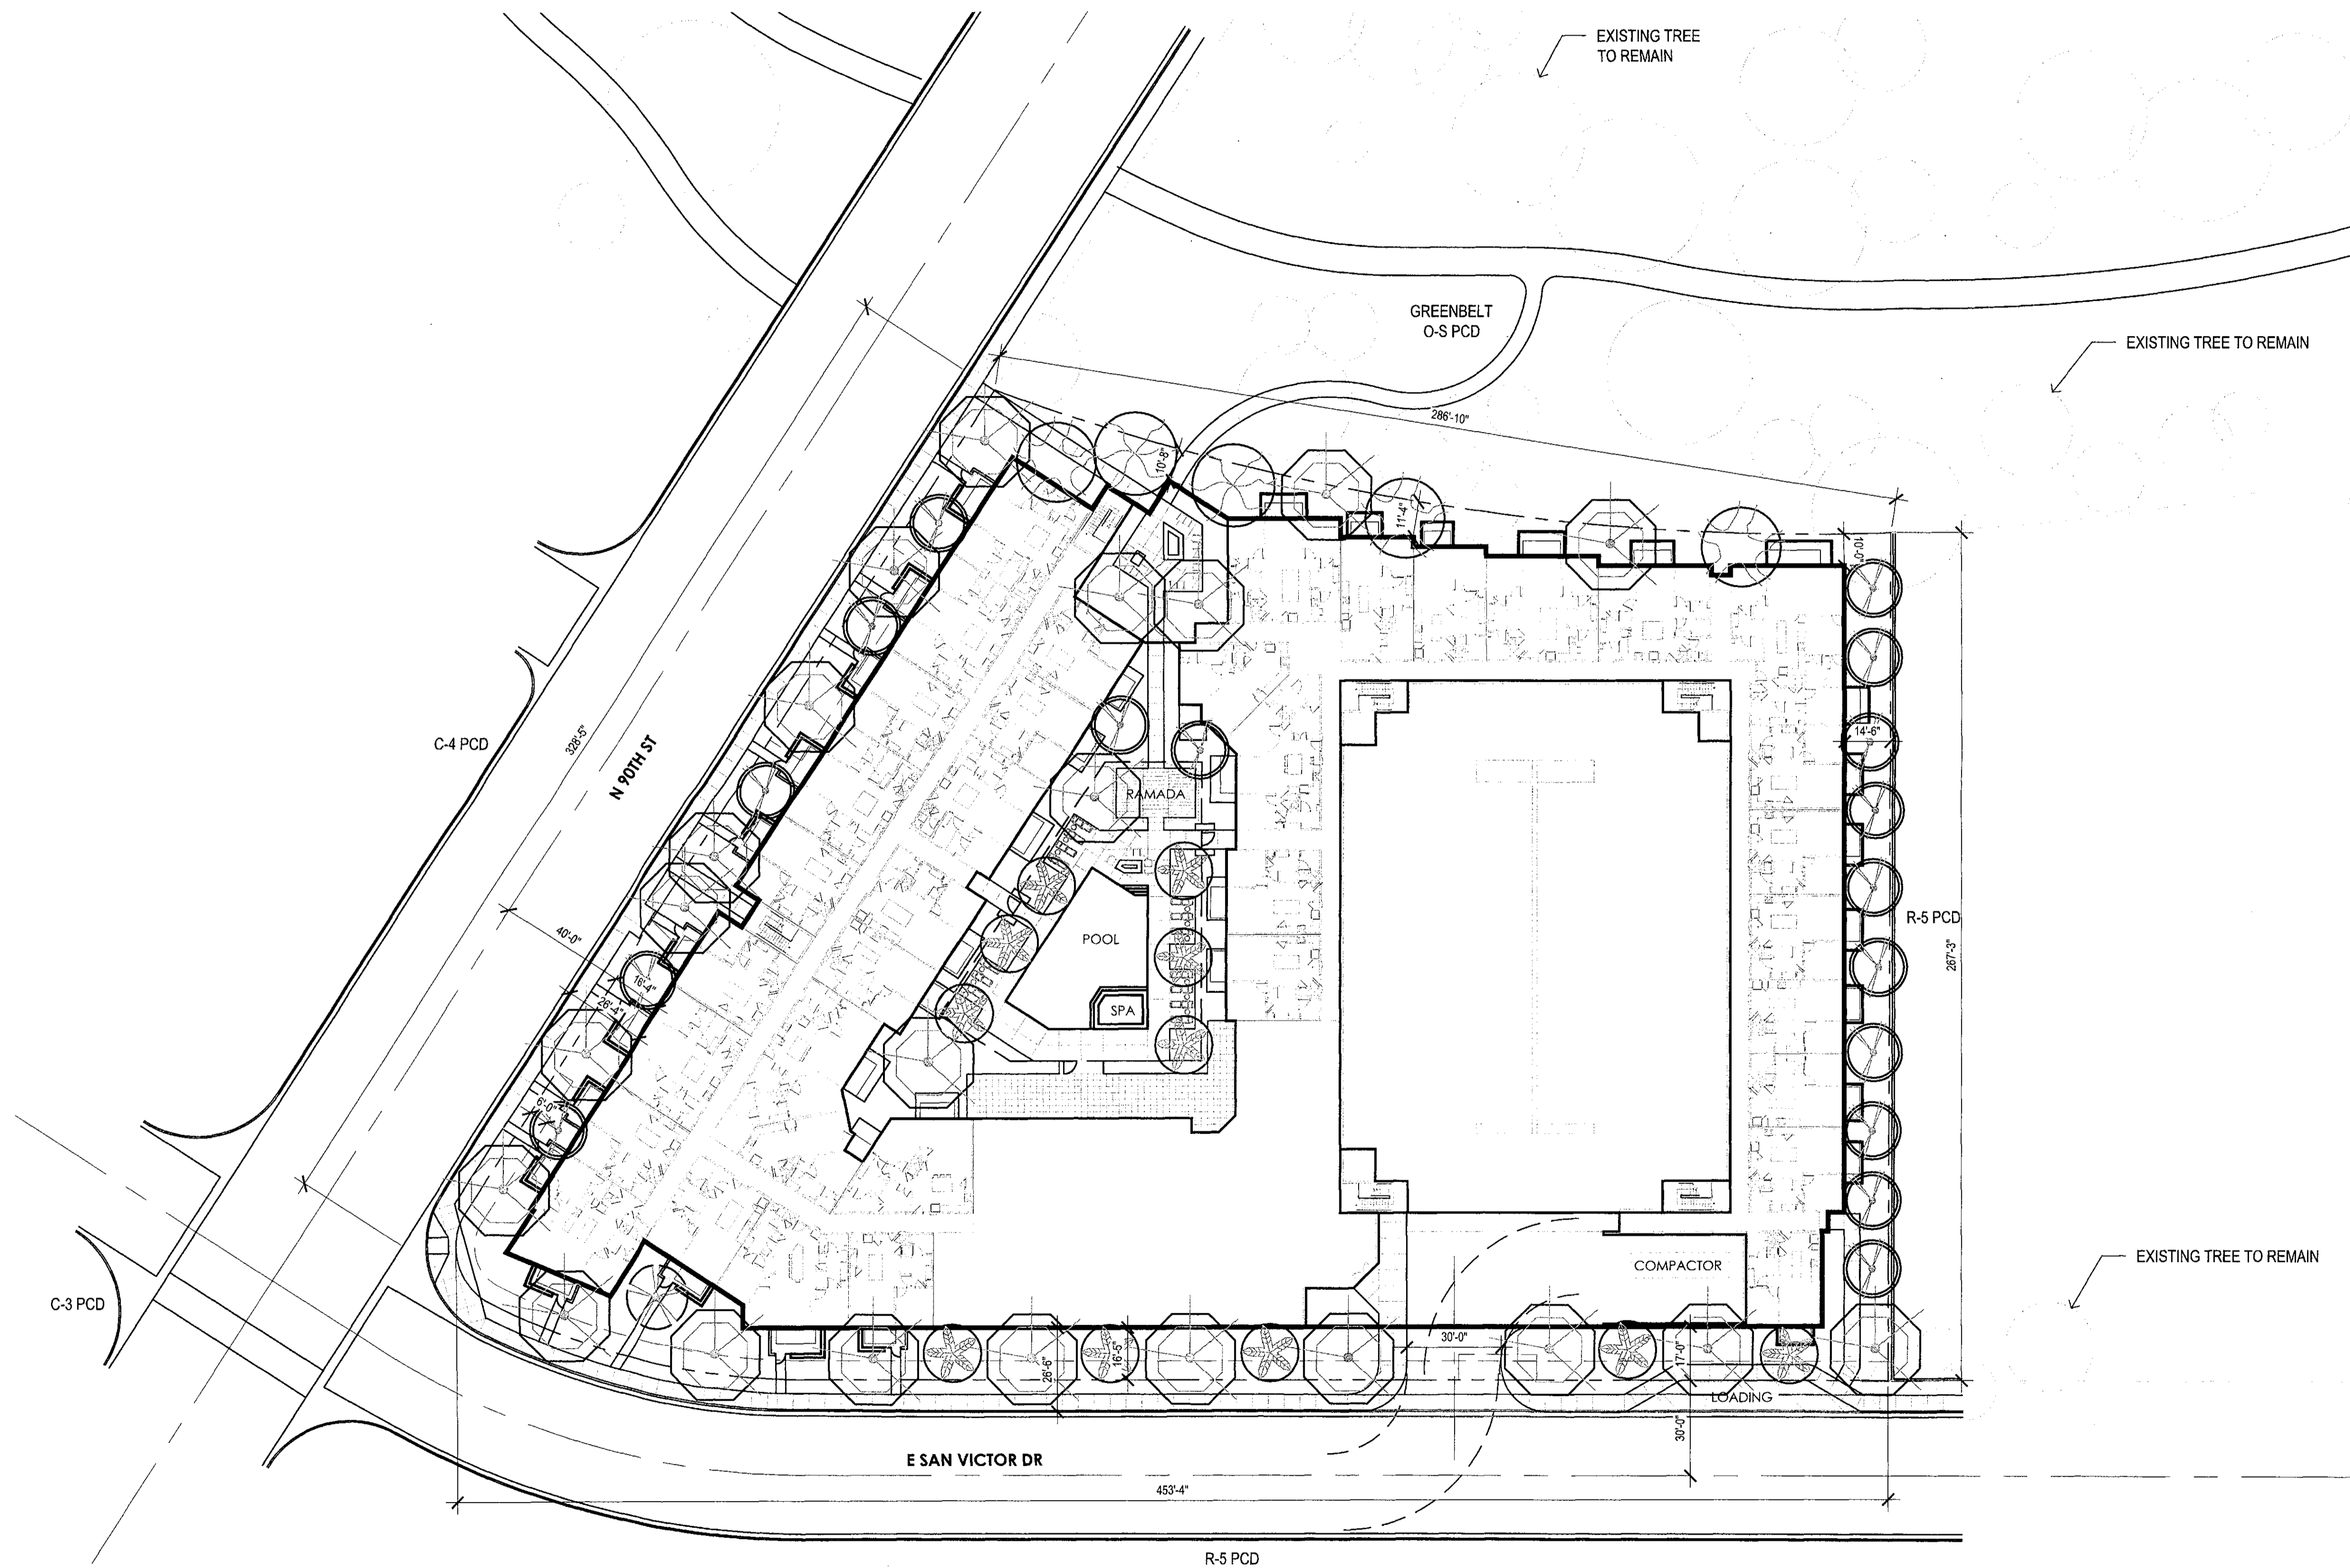 EXISTING TREE
TO REMAIN
GREENBELT
O-S PCD
EXISTING TREE TO REMAIN
286'-10"
10'-8"
11'-4"
10'-0"
C-4 PCD
328'-5"
N 90TH ST
14'-6"
RAMADA
R-5 PCD
267'-3"
POOL
40'-0"
16'-4"
26'-4"
SPA
6'-0"
EXISTING TREE TO REMAIN
COMPACTOR
C-3 PCD
30'-0"
26'-6"
16'-5"
17'-0"
LOADING
30'-0"
E SAN VICTOR DR
453'-4"
R-5 PCD